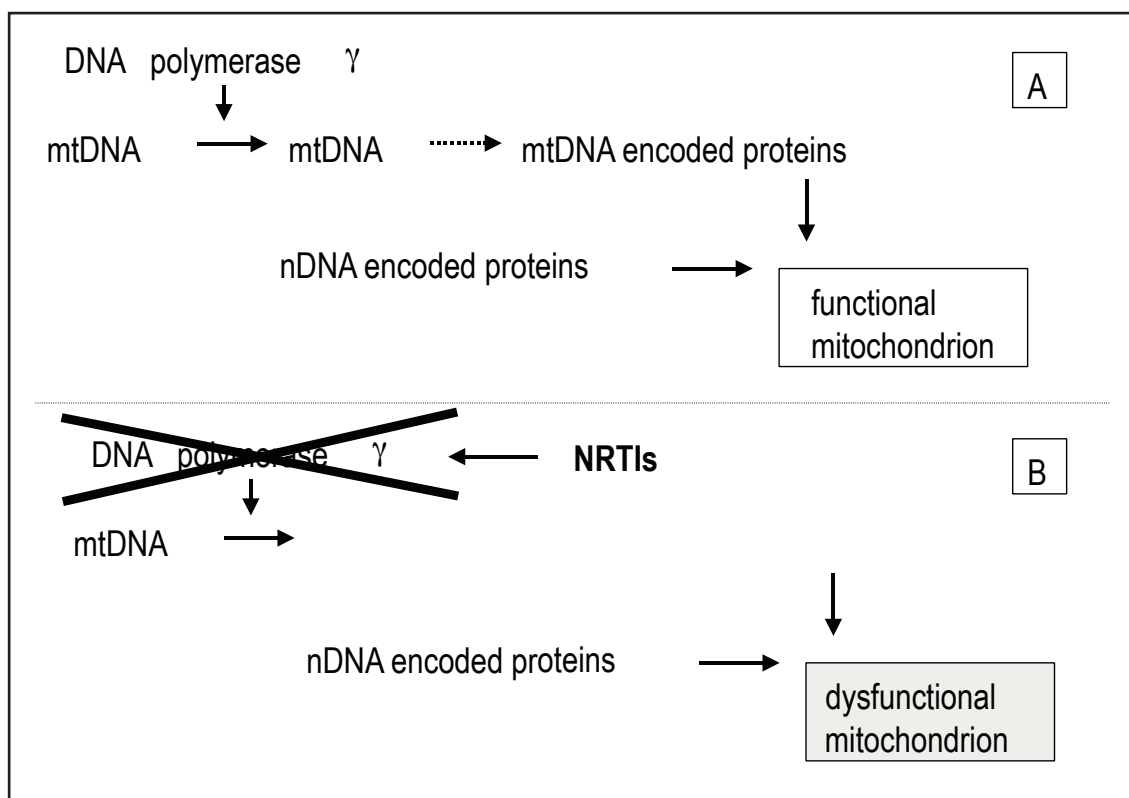 DNA polymerase γ
A
mtDNA mtDNA mtDNA encoded proteins
nDNA encoded proteins
functional
mitochondrion
DNA polymerase γ NRTIs
B
mtDNA
nDNA encoded proteins
dysfunctional
mitochondrion